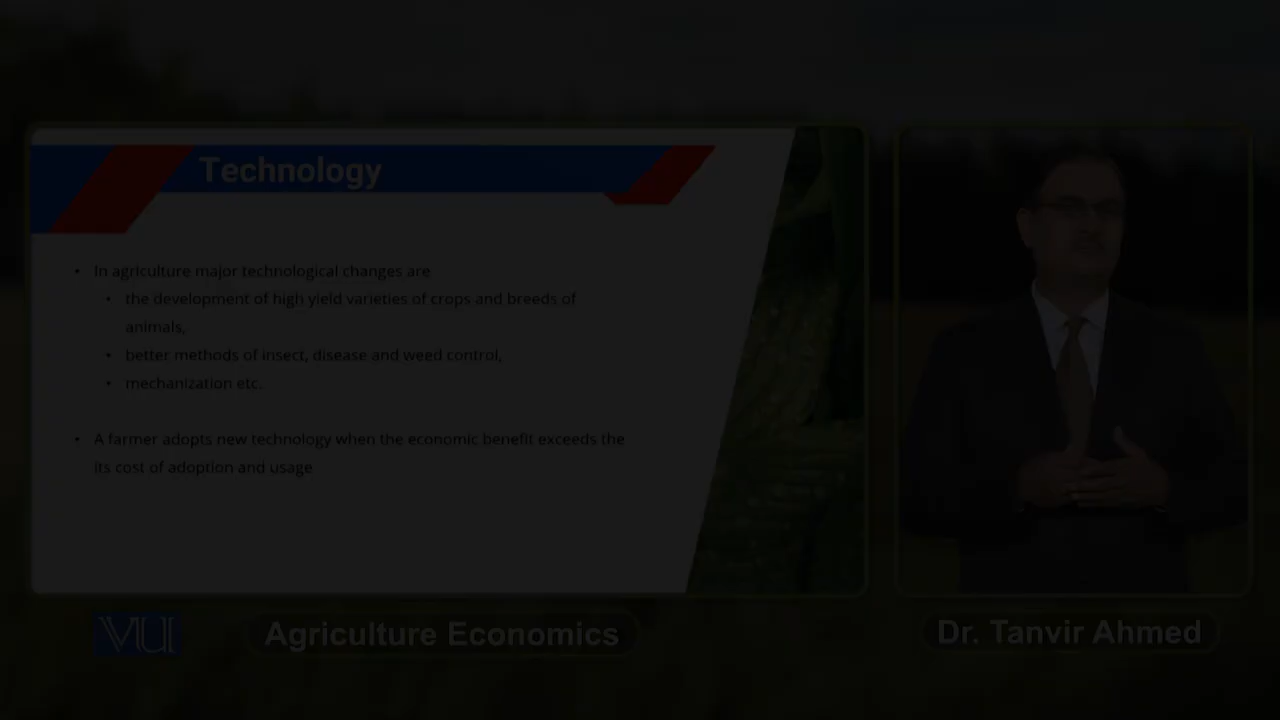 Technology
• In agriculture major technological changes are
• the development of high yield varieties of crops and breeds of
animals,
• better methods of insect, disease and weed control,
• mechanization etc.
• A farmer adopts new technology when the economic benefit exceeds the
its cost of adoption and usage
VU
Agriculture Economics
Dr. Tanvir Ahmed